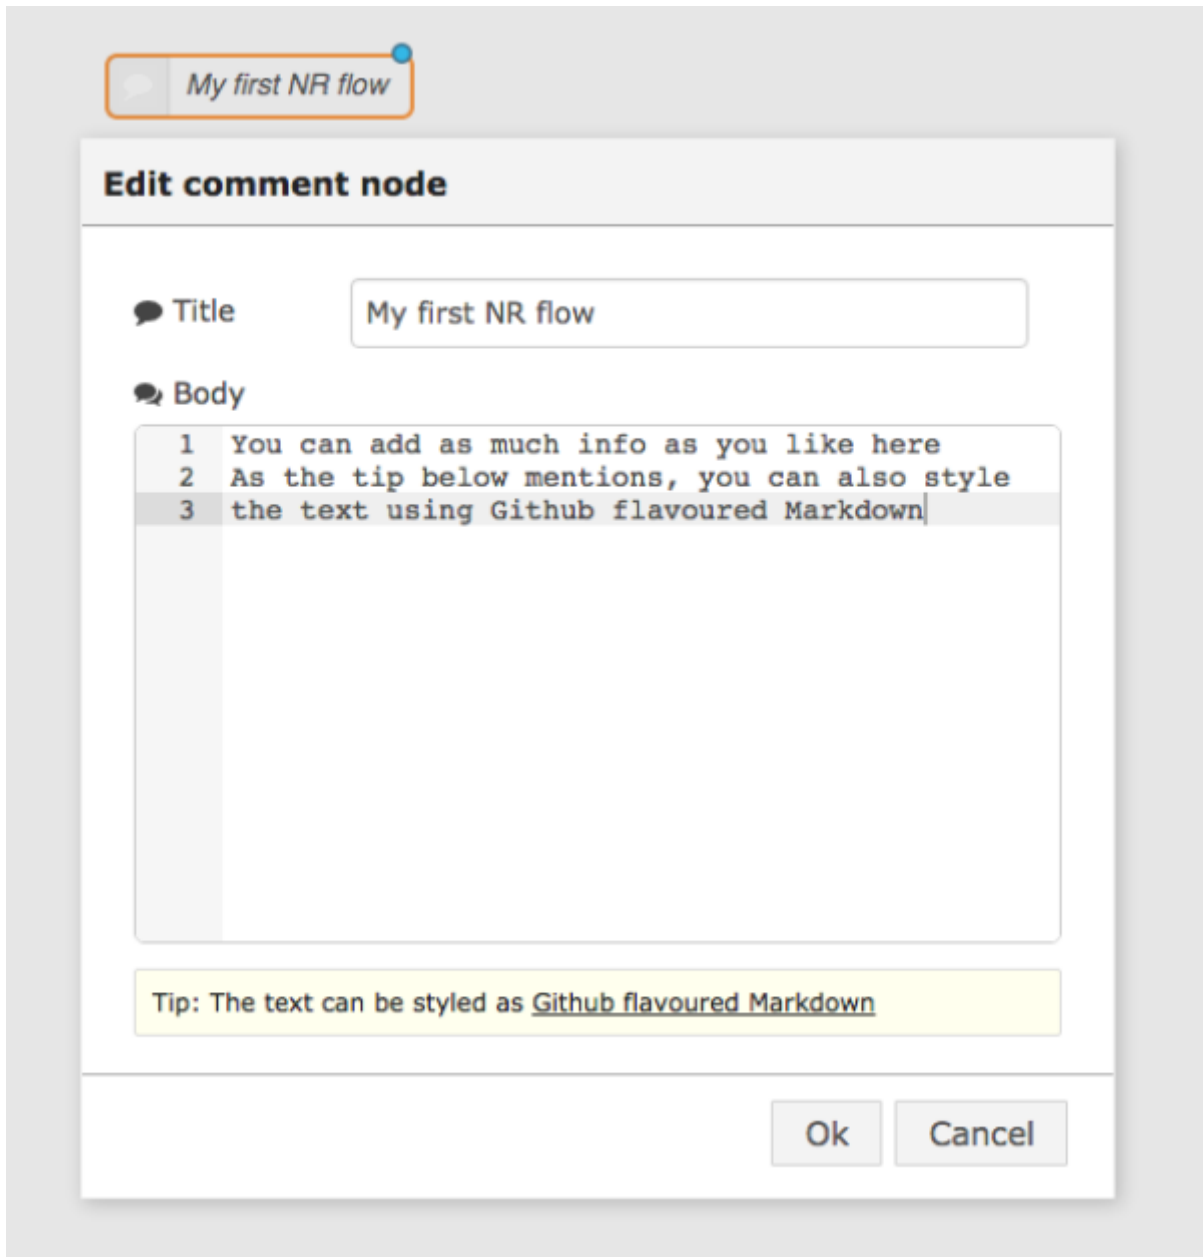 My first NR flow
Edit comment node
Title
My first NR flow
Body
1 You can add as much info as you like here
2 As the tip below mentions, you can also style
3 the text using Github flavoured Markdown
Tip: The text can be styled as Github flavoured Markdown
Ok Cancel